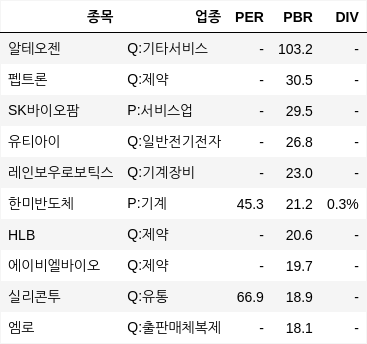 종목 업종 PER PBR DIV
알테오젠 Q:기타서비스 - 103.2 -
펩트론 Q:제약 - 30.5 -
SK바이오팜 P:서비스업 - 29.5 -
유티아이 Q:일반전기전자 - 26.8 -
레인보우로보틱스 Q:기계장비 - 23.0 -
한미반도체 P:기계 45.3 21.2 0.3%
HLB Q:제약 - 20.6 -
에이비엘바이오 Q:제약 - 19.7 -
실리콘투 Q:유통 66.9 18.9 -
엠로 Q:출판매체복제 - 18.1 -